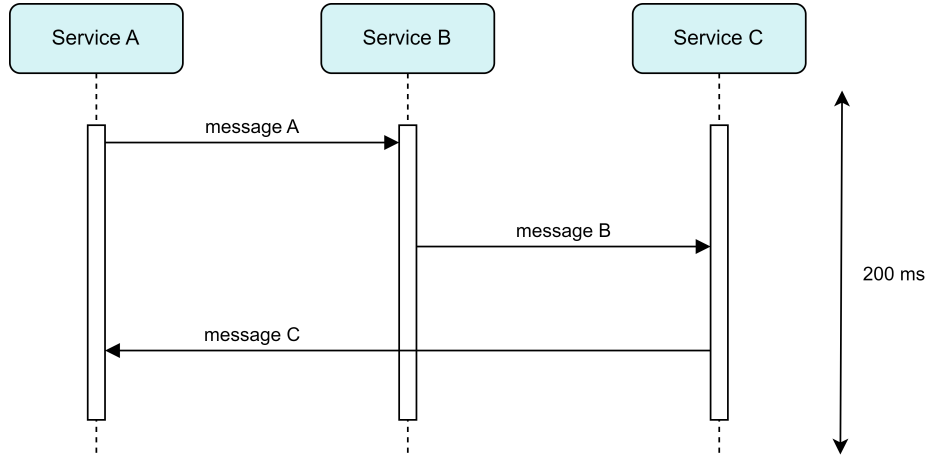 Service A
Service B
Service C
message A
message B
200 ms
message C